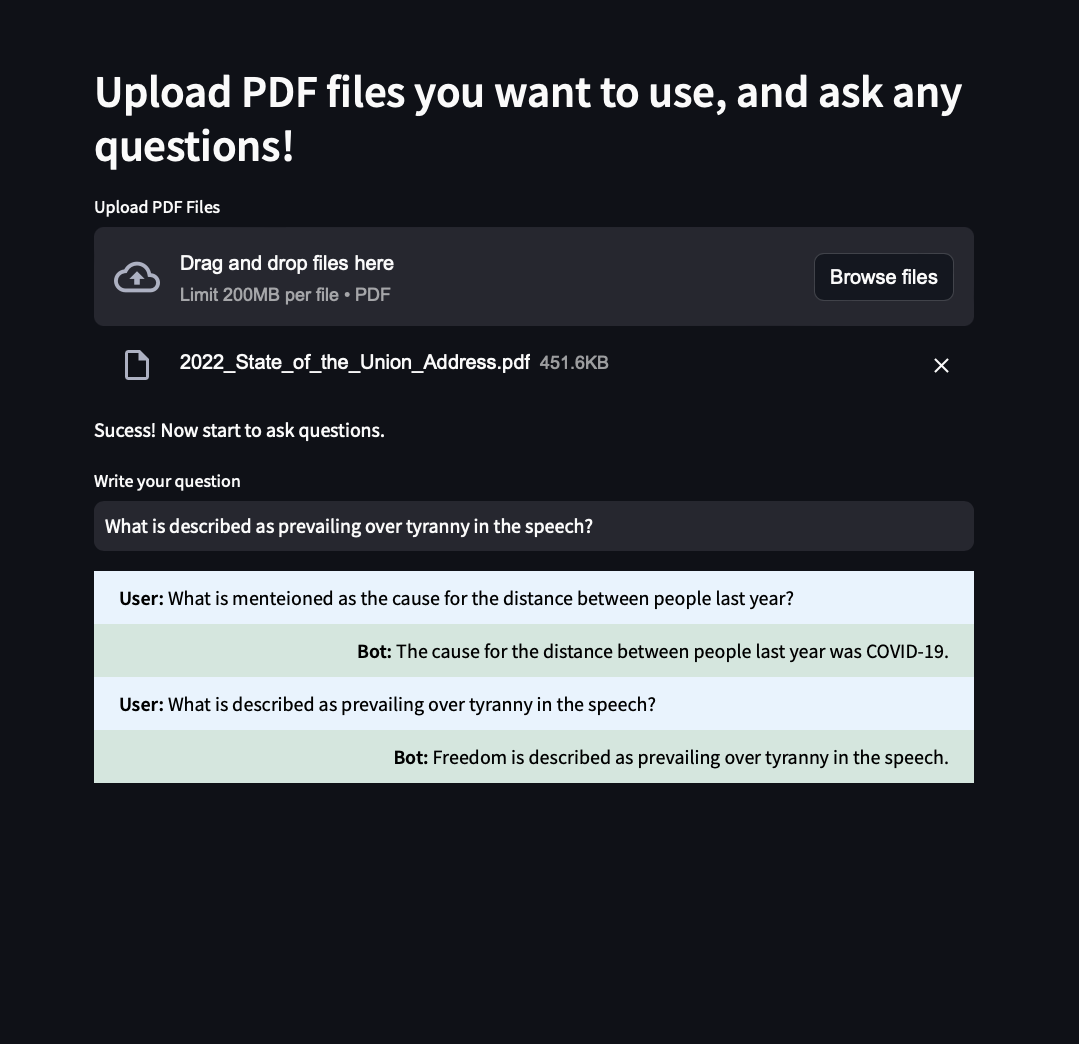 Upload PDF files you want to use, and ask any
questions!
Upload PDF Files
Drag and drop files here
Limit 200MB per file • PDF
Browse files
2022_State_of_the_Union_Address.pdf 451.6KB
Sucess! Now start to ask questions.
Write your question
What is described as prevailing over tyranny in the speech?
User: What is menteioned as the cause for the distance between people last year?
Bot: The cause for the distance between people last year was COVID-19.
User: What is described as prevailing over tyranny in the speech?
Bot: Freedom is described as prevailing over tyranny in the speech.